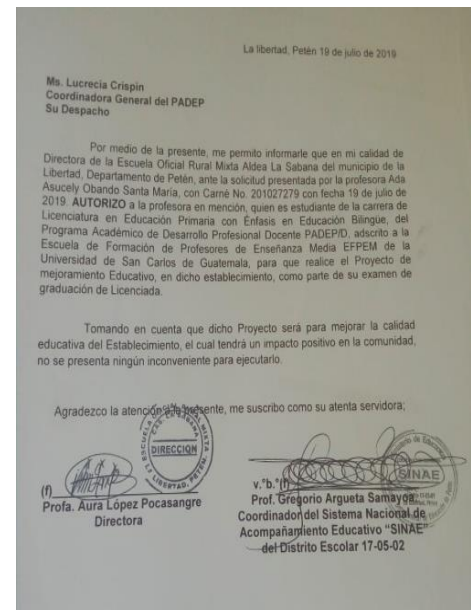 La libertad, Petén 19 de julio de 2019
Ms. Lucrecia Crispin
Coordinadora General del PADEP
Su Despacho
Por medio de la presente, me permito informarle que en mi calidad de
Directora de la Escuela Oficial Rural Mixta Aldea La Sabana del municipio de la
Libertad, Departamento de Petén, ante la solicitud presentada por la profesora Ada
Asucely Obando Santa María, con Carné No. 201027279 con fecha 19 de julio de
2019. AUTORIZO a la profesora en mención, quien es estudiante de la carrera de
Licenciatura en Educación Primaria con Énfasis en Educación Bilingüe, del
Programa Académico de Desarrollo Profesional Docente PADEP/D, adscrito a la
Escuela de Formación de Profesores de Enseñanza Media EFPEM de la
Universidad de San Carlos de Guatemala, para que realice el Proyecto de
mejoramiento Educativo, en dicho establecimiento, como parte de su examen de
graduación de Licenciada.
Tomando en cuenta que dicho Proyecto será para mejorar la calidad
educativa del Establecimiento, el cual tendrá un impacto positivo en la comunidad,
no se presenta ningún inconveniente para ejecutarlo.
Agradezco la atención a la presente, me suscribo como su atenta servidora;
DIRECCION
ESCUELA OFICIAL RURAL MIXTA
LA LIBERTAD, PETEN.
(f)
Profa. Aura López Pocasangre
Directora
SINAE
v.°b.°(f)
Prof. Gregorio Argueta Samayoa
Coordinador del Sistema Nacional de
Acompañamiento Educativo “SINAE”
del Distrito Escolar 17-05-02